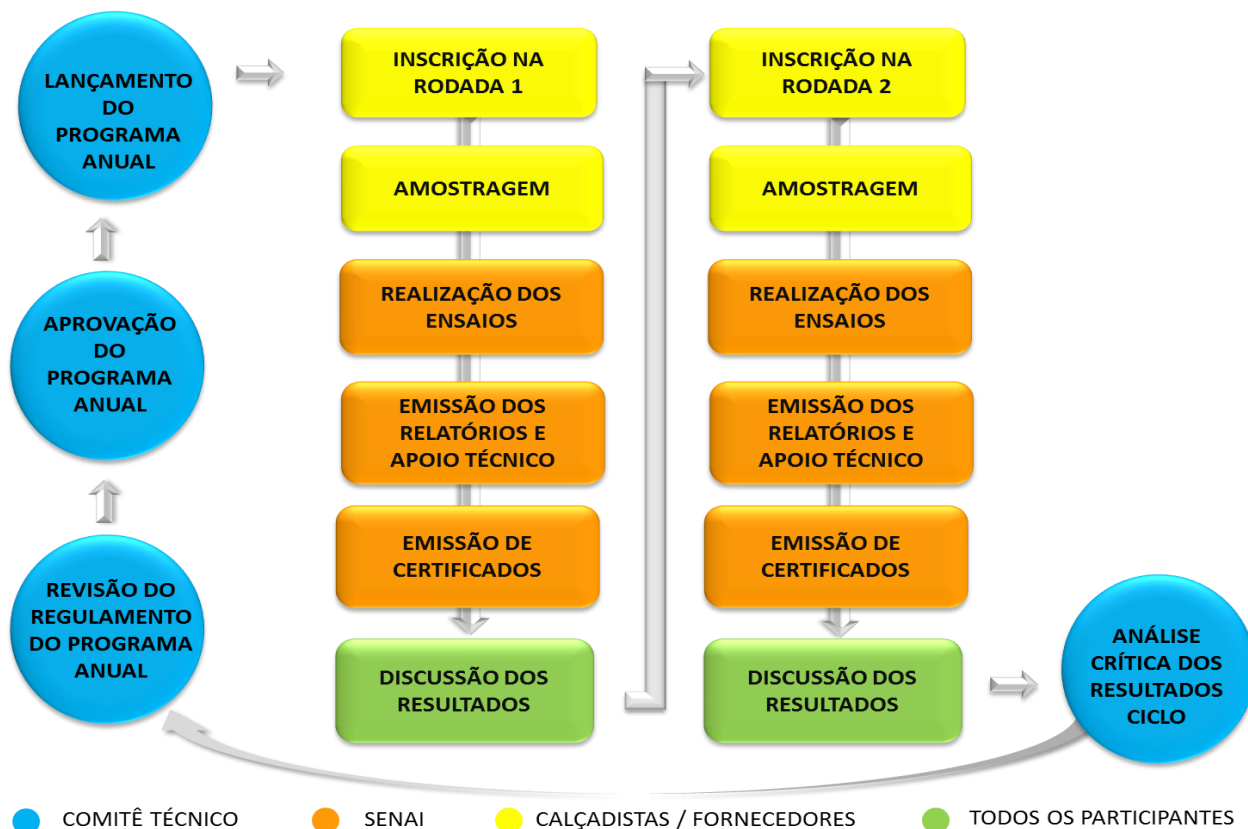 LANÇAMENTO
DO
PROGRAMA
ANUAL
APROVAÇÃO
DO
PROGRAMA
ANUAL
REVISÃO DO
REGULAMENTO
DO PROGRAMA
ANUAL
INSCRIÇÃO NA
RODADA 1
AMOSTRAGEM
REALIZAÇÃO DOS
ENSAIOS
EMISSÃO DOS
RELATÓRIOS E
APOIO TÉCNICO
EMISSÃO DE
CERTIFICADOS
DISCUSSÃO DOS
RESULTADOS
INSCRIÇÃO NA
RODADA 2
AMOSTRAGEM
REALIZAÇÃO DOS
ENSAIOS
EMISSÃO DOS
RELATÓRIOS E
APOIO TÉCNICO
EMISSÃO DE
CERTIFICADOS
DISCUSSÃO DOS
RESULTADOS
ANÁLISE
CRÍTICA DOS
RESULTADOS
CICLO
COMITÊ TÉCNICO
SENAI
CALÇADISTAS / FORNECEDORES
TODOS OS PARTICIPANTES